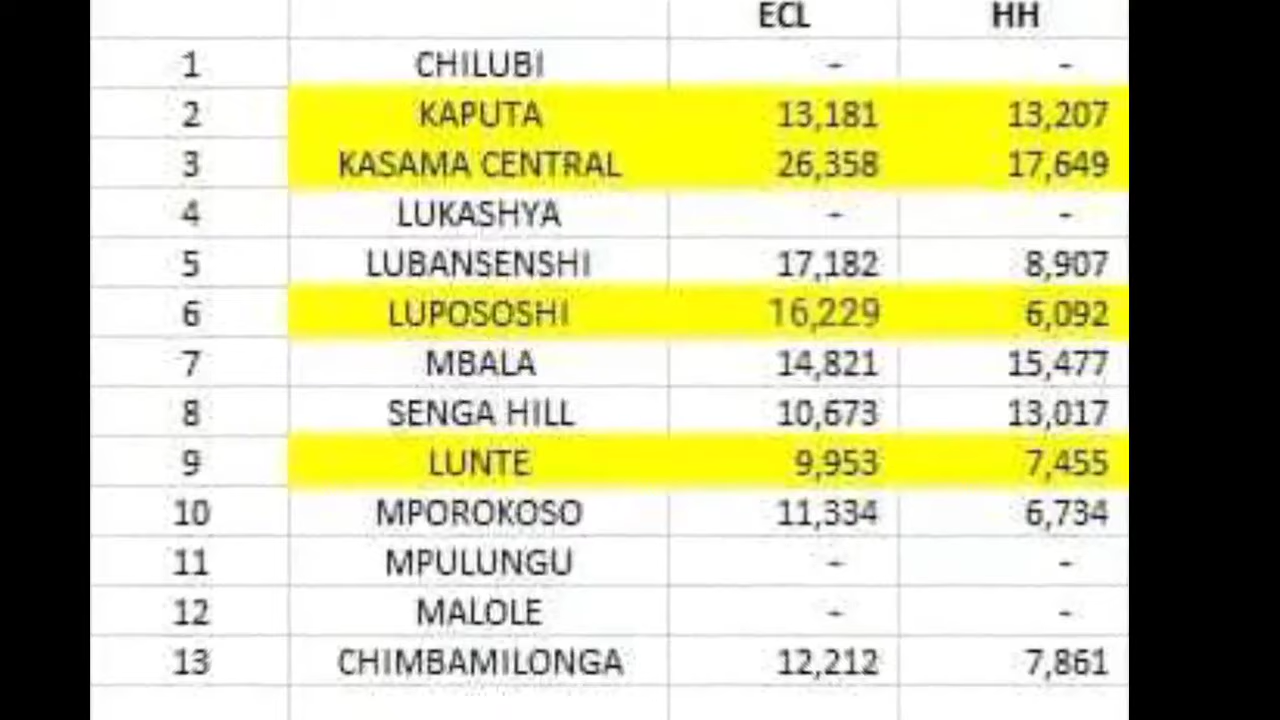 ECL HH
1 CHILUBI - -
2 KAPUTA 13,181 13,207
3 KASAMA CENTRAL 26,358 17,649
4 LUKASHYA - -
5 LUBANSENSHI 17,182 8,907
6 LUPOSOSHI 16,229 6,092
7 MBALA 14,821 15,477
8 SENGA HILL 10,673 13,017
9 LUNTE 9,953 7,455
10 MPOROKOSO 11,334 6,734
11 MPULUNGU - -
12 MALOLE - -
13 CHIMBAMILONGA 12,212 7,861